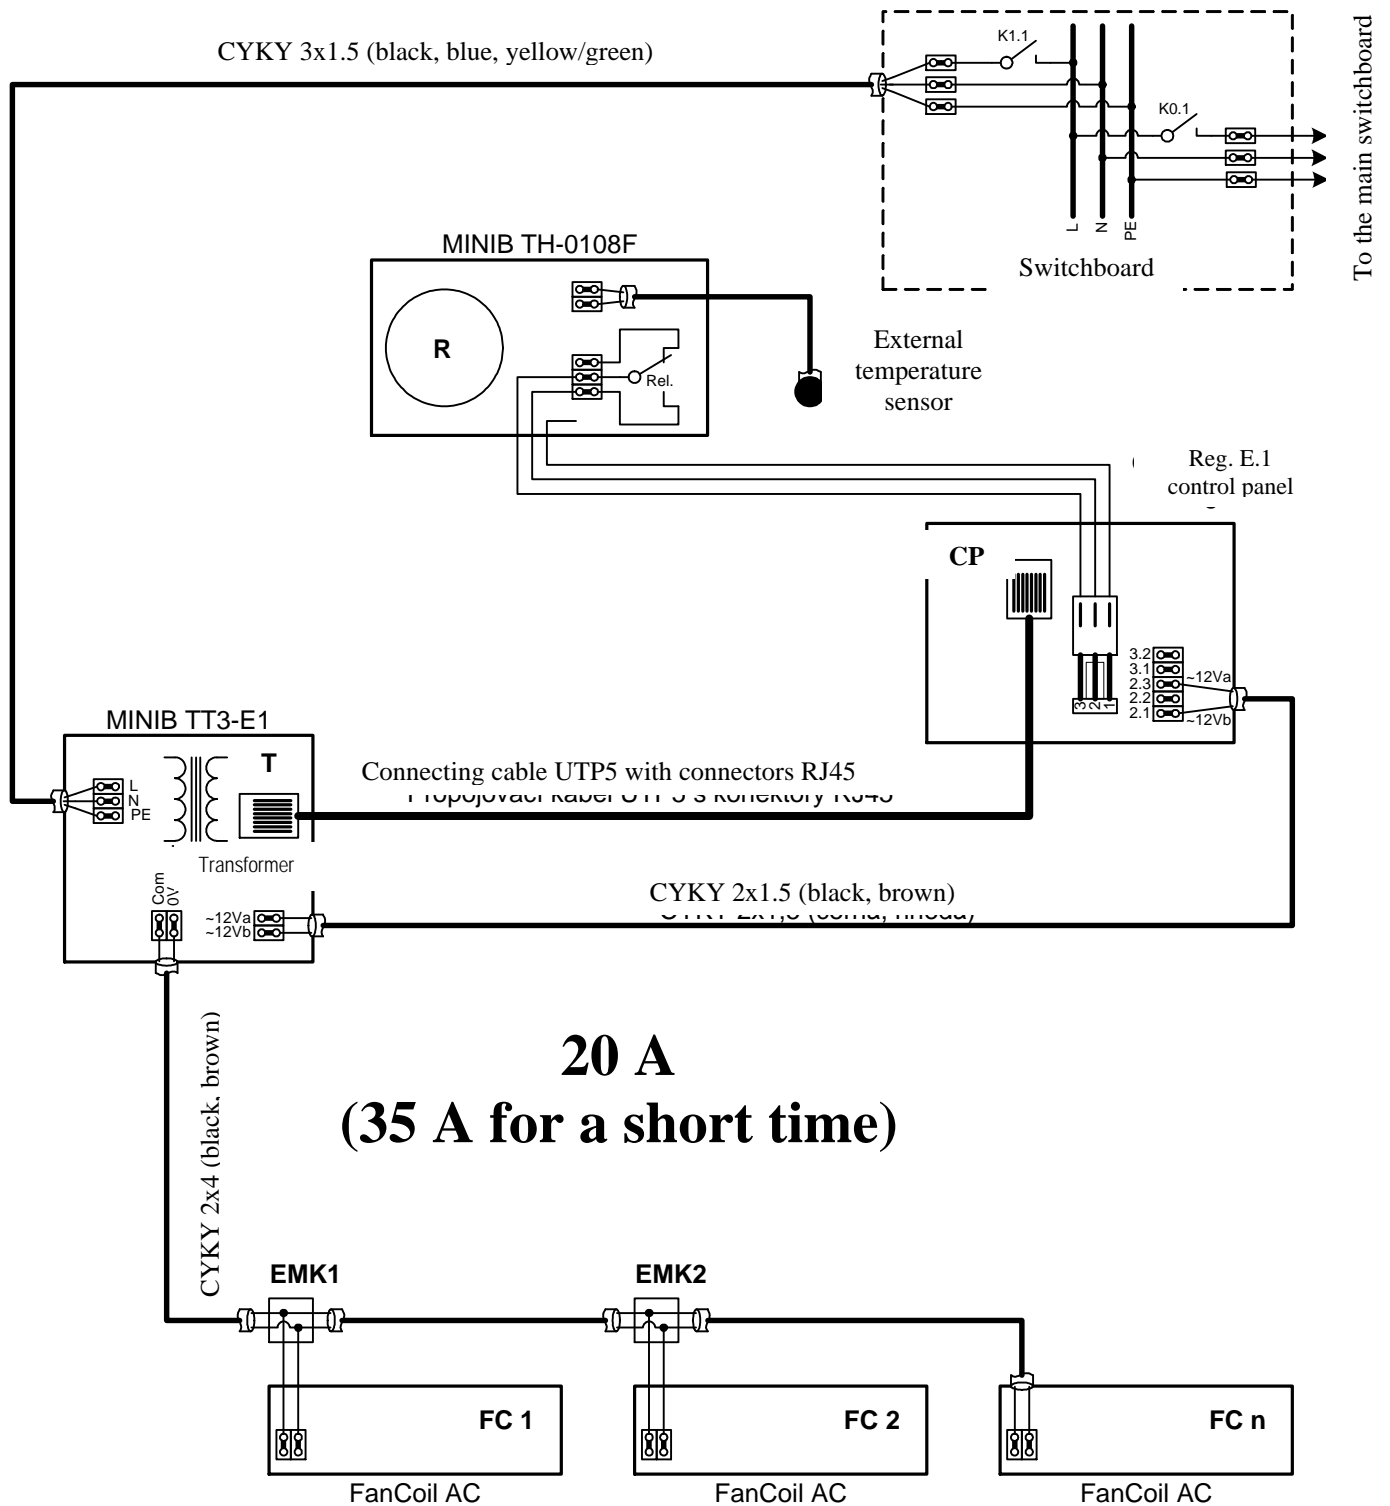 CYKY 3x1.5 (black, blue, yellow/green)
K1.1
K0.1
L
N
PE
Switchboard
To the main switchboard
MINIB TH-0108F
R
Rel.
External
temperature
sensor
Reg. E.1
control panel
CP
3.2
3.1
2.3
2.2
2.1
~12Va
~12Vb
3
2
1
MINIB TT3-E1
T
L
N
PE
Transformer
Com
0V
~12Va
~12Vb
Connecting cable UTP5 with connectors RJ45
CYKY 2x1.5 (black, brown)
CYKY 2x4 (black, brown)
20 A
(35 A for a short time)
EMK1
EMK2
FC 1
FC 2
FC n
FanCoil AC
FanCoil AC
FanCoil AC